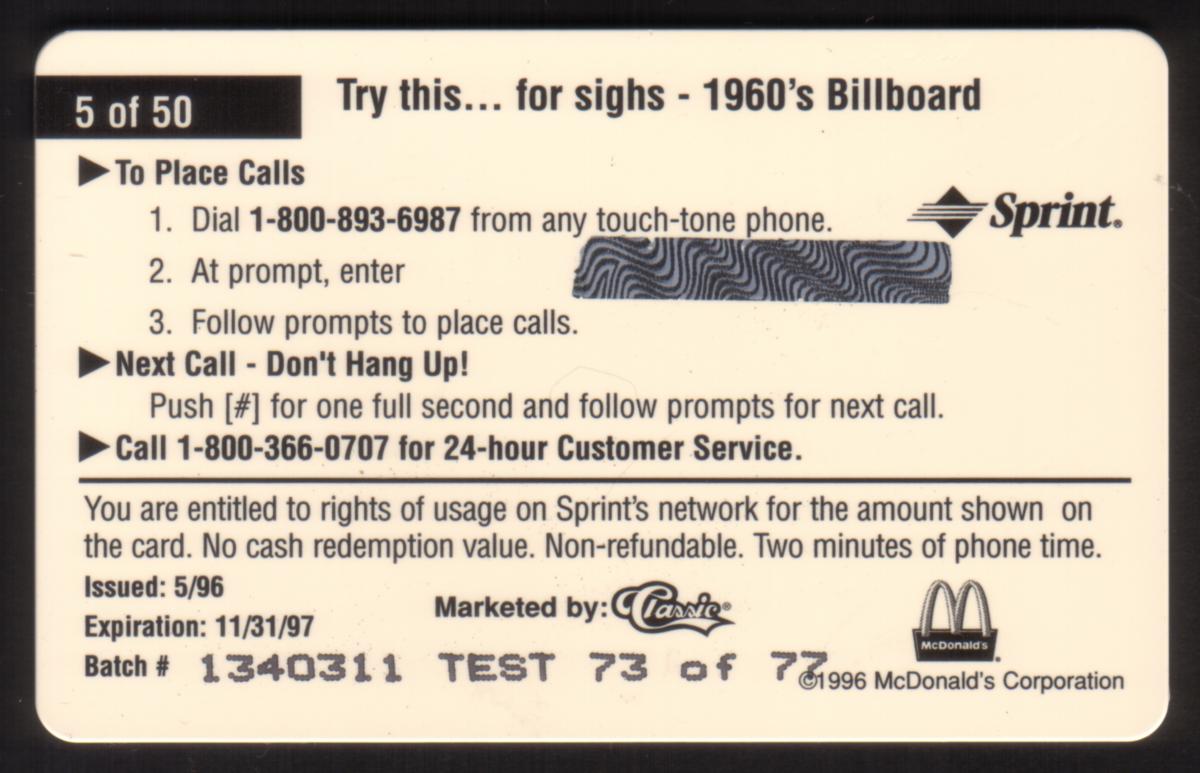 5 of 50
Try this... for sighs - 1960's Billboard
▶To Place Calls
1. Dial 1-800-893-6987 from any touch-tone phone.
Sprint®
2. At prompt, enter
3. Follow prompts to place calls.
▶Next Call - Don't Hang Up!
Push [#] for one full second and follow prompts for next call.
▶Call 1-800-366-0707 for 24-hour Customer Service.
You are entitled to rights of usage on Sprint's network for the amount shown on
the card. No cash redemption value. Non-refundable. Two minutes of phone time.
Issued: 5/96
Expiration: 11/31/97
Marketed by: Classic®
McDonald's®
Batch # 1340311 TEST 73 of 77
©1996 McDonald's Corporation